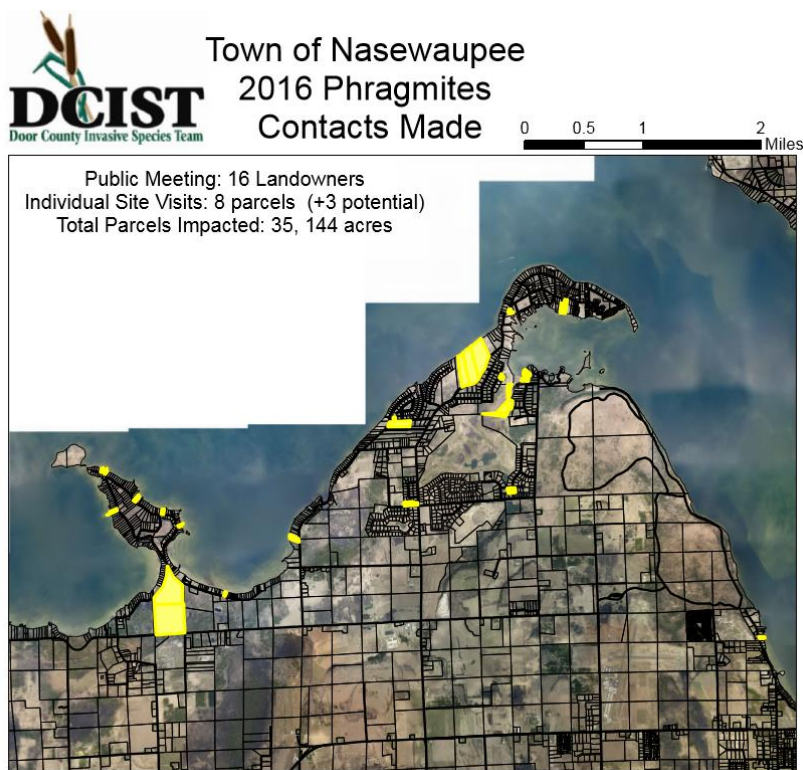 DCIST
Door County Invasive Species Team
Town of Nasewaupee
2016 Phragmites
Contacts Made
0 0.5 1 2
Miles
Public Meeting: 16 Landowners
Individual Site Visits: 8 parcels (+3 potential)
Total Parcels Impacted: 35, 144 acres